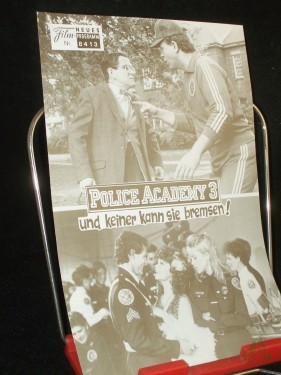 NEUES
Film PROGRAMM
Nr. 8413
POLICE ACADEMY 3
und keiner kann sie bremsen!